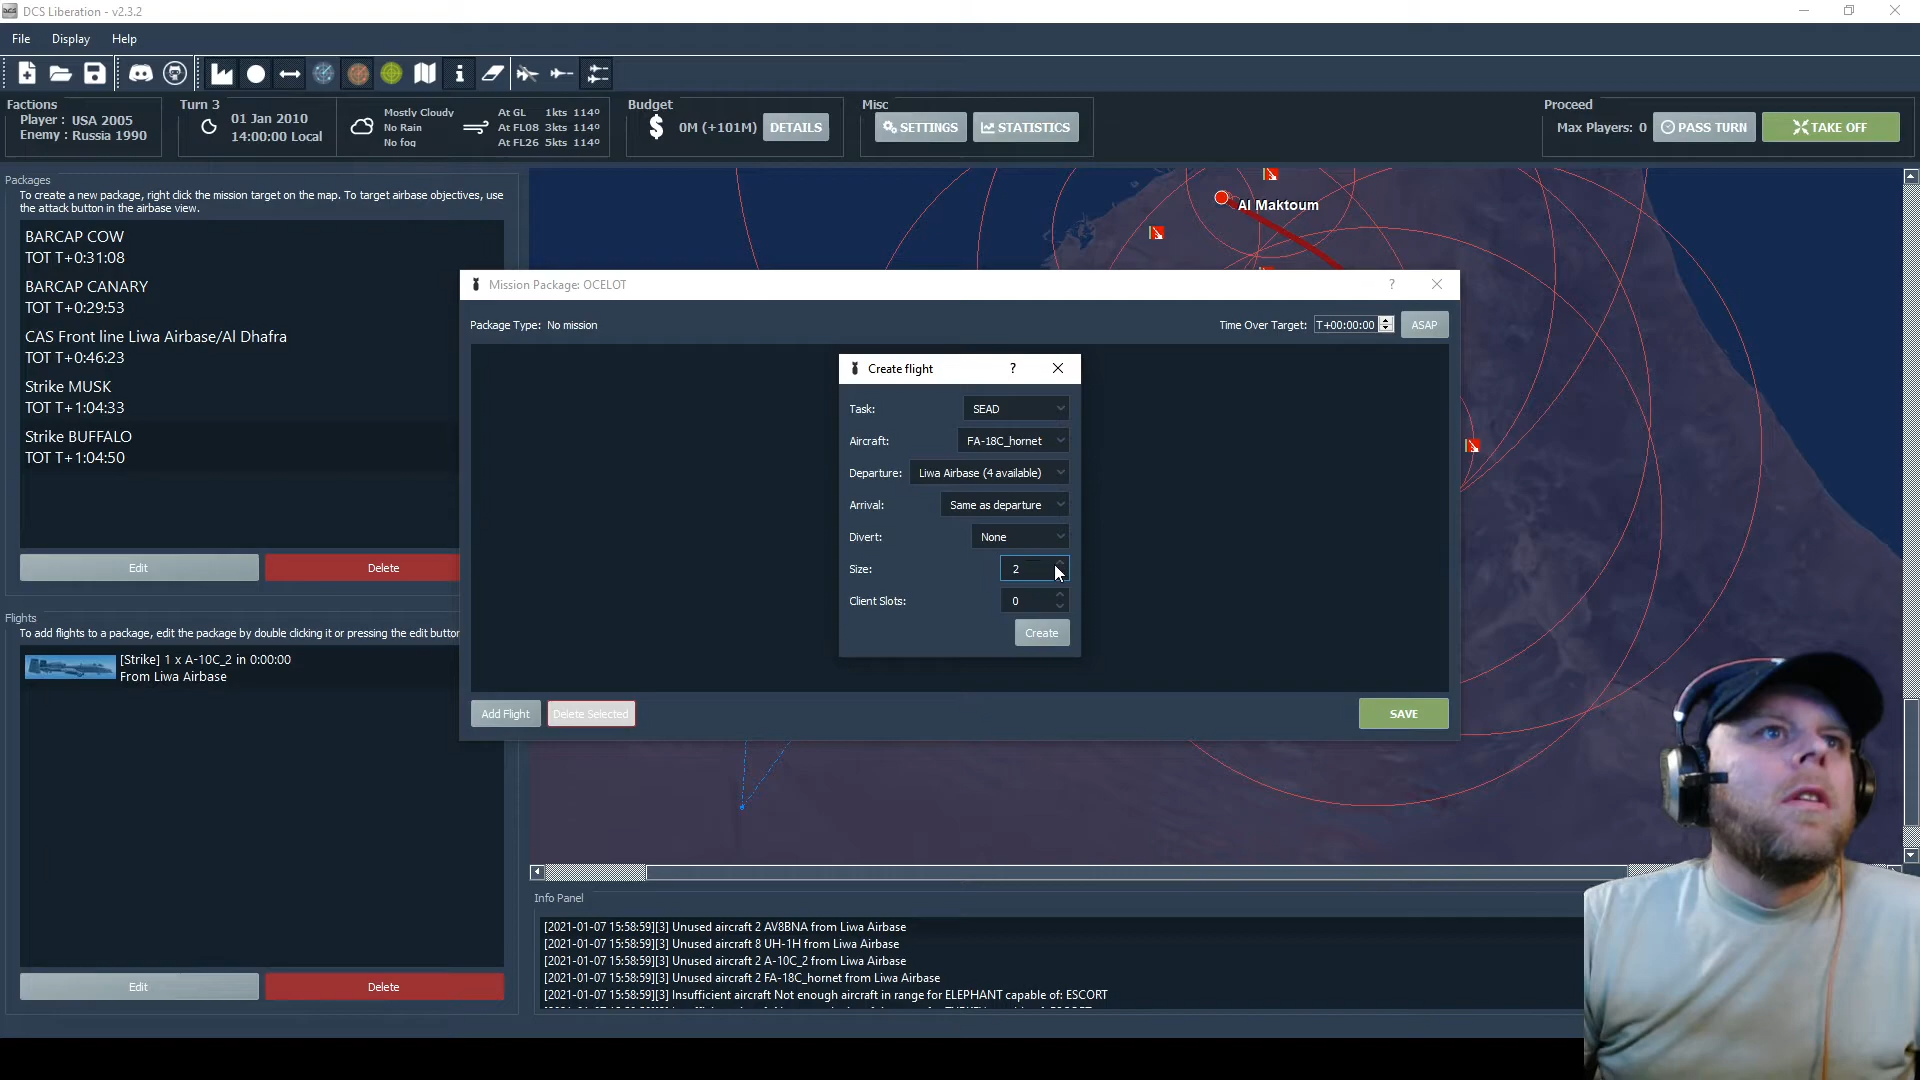 DCS Liberation - v2.3.2
File Display Help
Factions
Player : USA 2005
Enemy : Russia 1990
Turn 3
01 Jan 2010
14:00:00 Local
Mostly Cloudy
No Rain
No fog
At GL 1kts 114º
At FL08 3kts 114º
At FL26 5kts 114º
Budget
$ 0M (+101M) DETAILS
Misc
SETTINGS STATISTICS
Proceed
Max Players: 0 PASS TURN TAKE OFF
Packages
To create a new package, right click the mission target on the map. To target airbase objectives, use
the attack button in the airbase view.
BARCAP COW
TOT T+0:31:08
BARCAP CANARY
TOT T+0:29:53
CAS Front line Liwa Airbase/Al Dhafra
TOT T+0:46:23
Strike MUSK
TOT T+1:04:33
Strike BUFFALO
TOT T+1:04:50
Edit Delete
Flights
To add flights to a package, edit the package by double clicking it or pressing the edit button
[Strike] 1 x A-10C_2 in 0:00:00
From Liwa Airbase
Edit Delete
Al Maktoum
Mission Package: OCELOT ?
Package Type: No mission
Time Over Target: T+00:00:00 ASAP
Create flight ?
Task: SEAD
Aircraft: FA-18C_hornet
Departure: Liwa Airbase (4 available)
Arrival: Same as departure
Divert: None
Size: 2
Client Slots: 0
Create
Add Flight Delete Selected SAVE
Info Panel
[2021-01-07 15:58:59][3] Unused aircraft 2 AV8BNA from Liwa Airbase
[2021-01-07 15:58:59][3] Unused aircraft 8 UH-1H from Liwa Airbase
[2021-01-07 15:58:59][3] Unused aircraft 2 A-10C_2 from Liwa Airbase
[2021-01-07 15:58:59][3] Unused aircraft 2 FA-18C_hornet from Liwa Airbase
[2021-01-07 15:58:59][3] Insufficient aircraft Not enough aircraft in range for ELEPHANT capable of: ESCORT